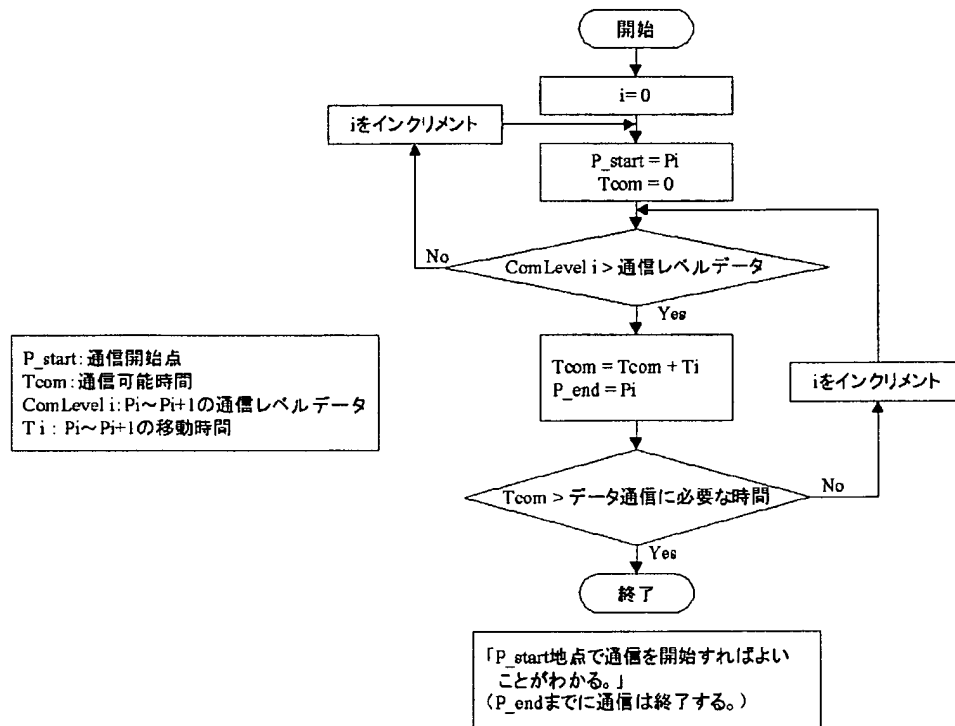 開始
i= 0
iをインクリメント
P_start = Pi
Tcom = 0
No
ComLevel i > 通信レベルデータ
Yes
P_start: 通信開始点
Tcom: 通信可能時間
ComLevel i: Pi～Pi+1の通信レベルデータ
T i : Pi～Pi+1の移動時間
Tcom = Tcom + Ti
P_end = Pi
iをインクリメント
Tcom > データ通信に必要な時間
No
Yes
終了
「P_start地点で通信を開始すればよい
ことがわかる。」
(P_endまでに通信は終了する。)